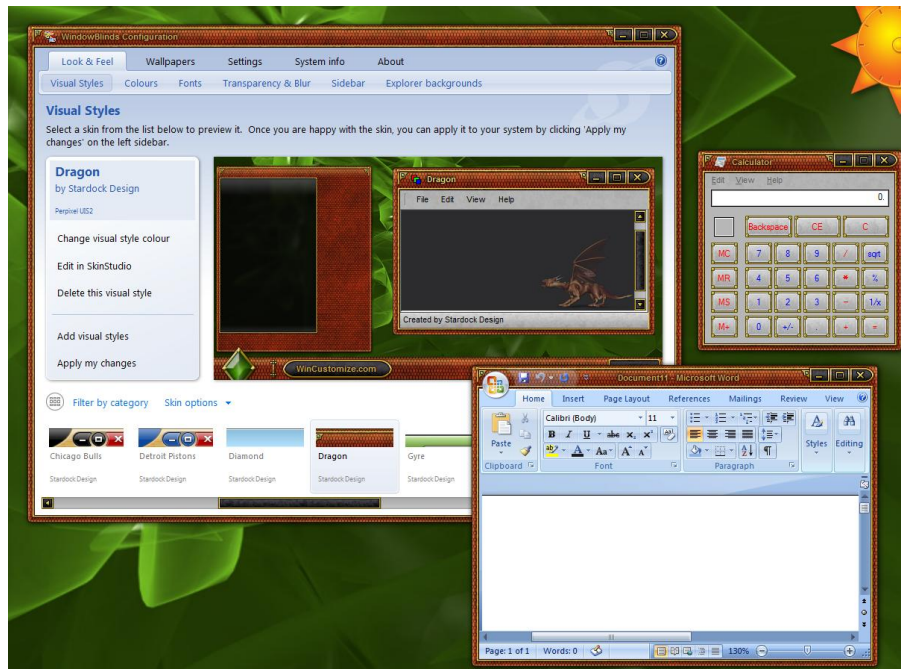 WindowBlinds Configuration
Look & Feel Wallpapers Settings System info About
Visual Styles Colours Fonts Transparency & Blur Sidebar Explorer backgrounds
Visual Styles
Select a skin from the list below to preview it. Once you are happy with the skin, you can apply it to your system by clicking 'Apply my
changes' on the left sidebar.
Dragon
by Stardock Design
Perpixel UIS2
Change visual style colour
Edit in SkinStudio
Delete this visual style
Add visual styles
Apply my changes
Dragon
File Edit View Help
Created by Stardock Design
WinCustomize.com
Filter by category Skin options
Chicago Bulls Detroit Pistons Diamond Dragon Gyre
Stardock Design Stardock Design Stardock Design Stardock Design Stardock Design
Calculator
Edit View Help
0.
Backspace CE C
MC 7 8 9 / sqrt
MR 4 5 6 * %
MS 1 2 3 - 1/x
M+ 0 +/- . + =
Document11 - Microsoft Word
Home Insert Page Layout References Mailings Review View
Paste
Calibri (Body) 11
B I U abc x, x²
ab Aa A A
Styles Editing
Clipboard Font Paragraph
Page: 1 of 1 Words: 0 130%